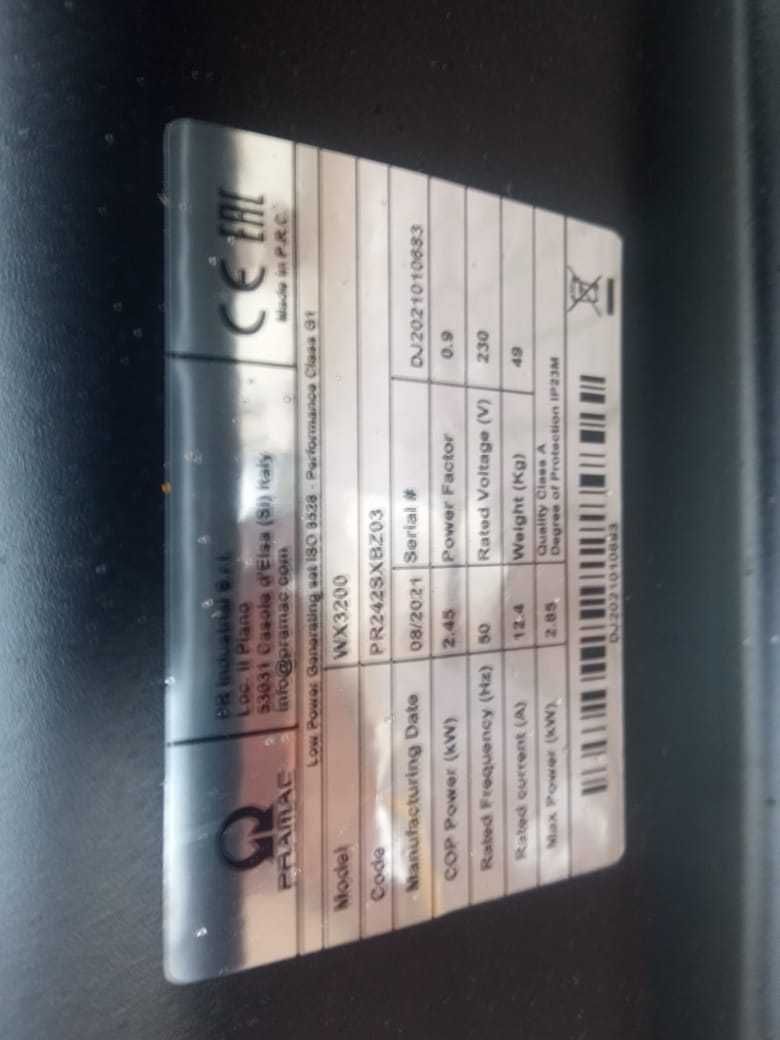 PRAMAC
PR Industrial s.r.l.
Loc. Il Piano
53031 Casole d'Elsa (SI) Italy
info@pramac.com
CE EAC
Made in P.R.C.
Low Power Generating set ISO 8528 - Performance Class G1
Model WX3200
Code PR242SXBZ03
Manufacturing Date 08/2021 Serial # DJ2021010683
COP Power (kW) 2.45 Power Factor 0.9
Rated Frequency (Hz) 50 Rated Voltage (V) 230
Rated current (A) 12.4 Weight (Kg) 49
Max Power (kW) 2.85 Quality Class A
Degree of Protection IP23M
DJ2021010683